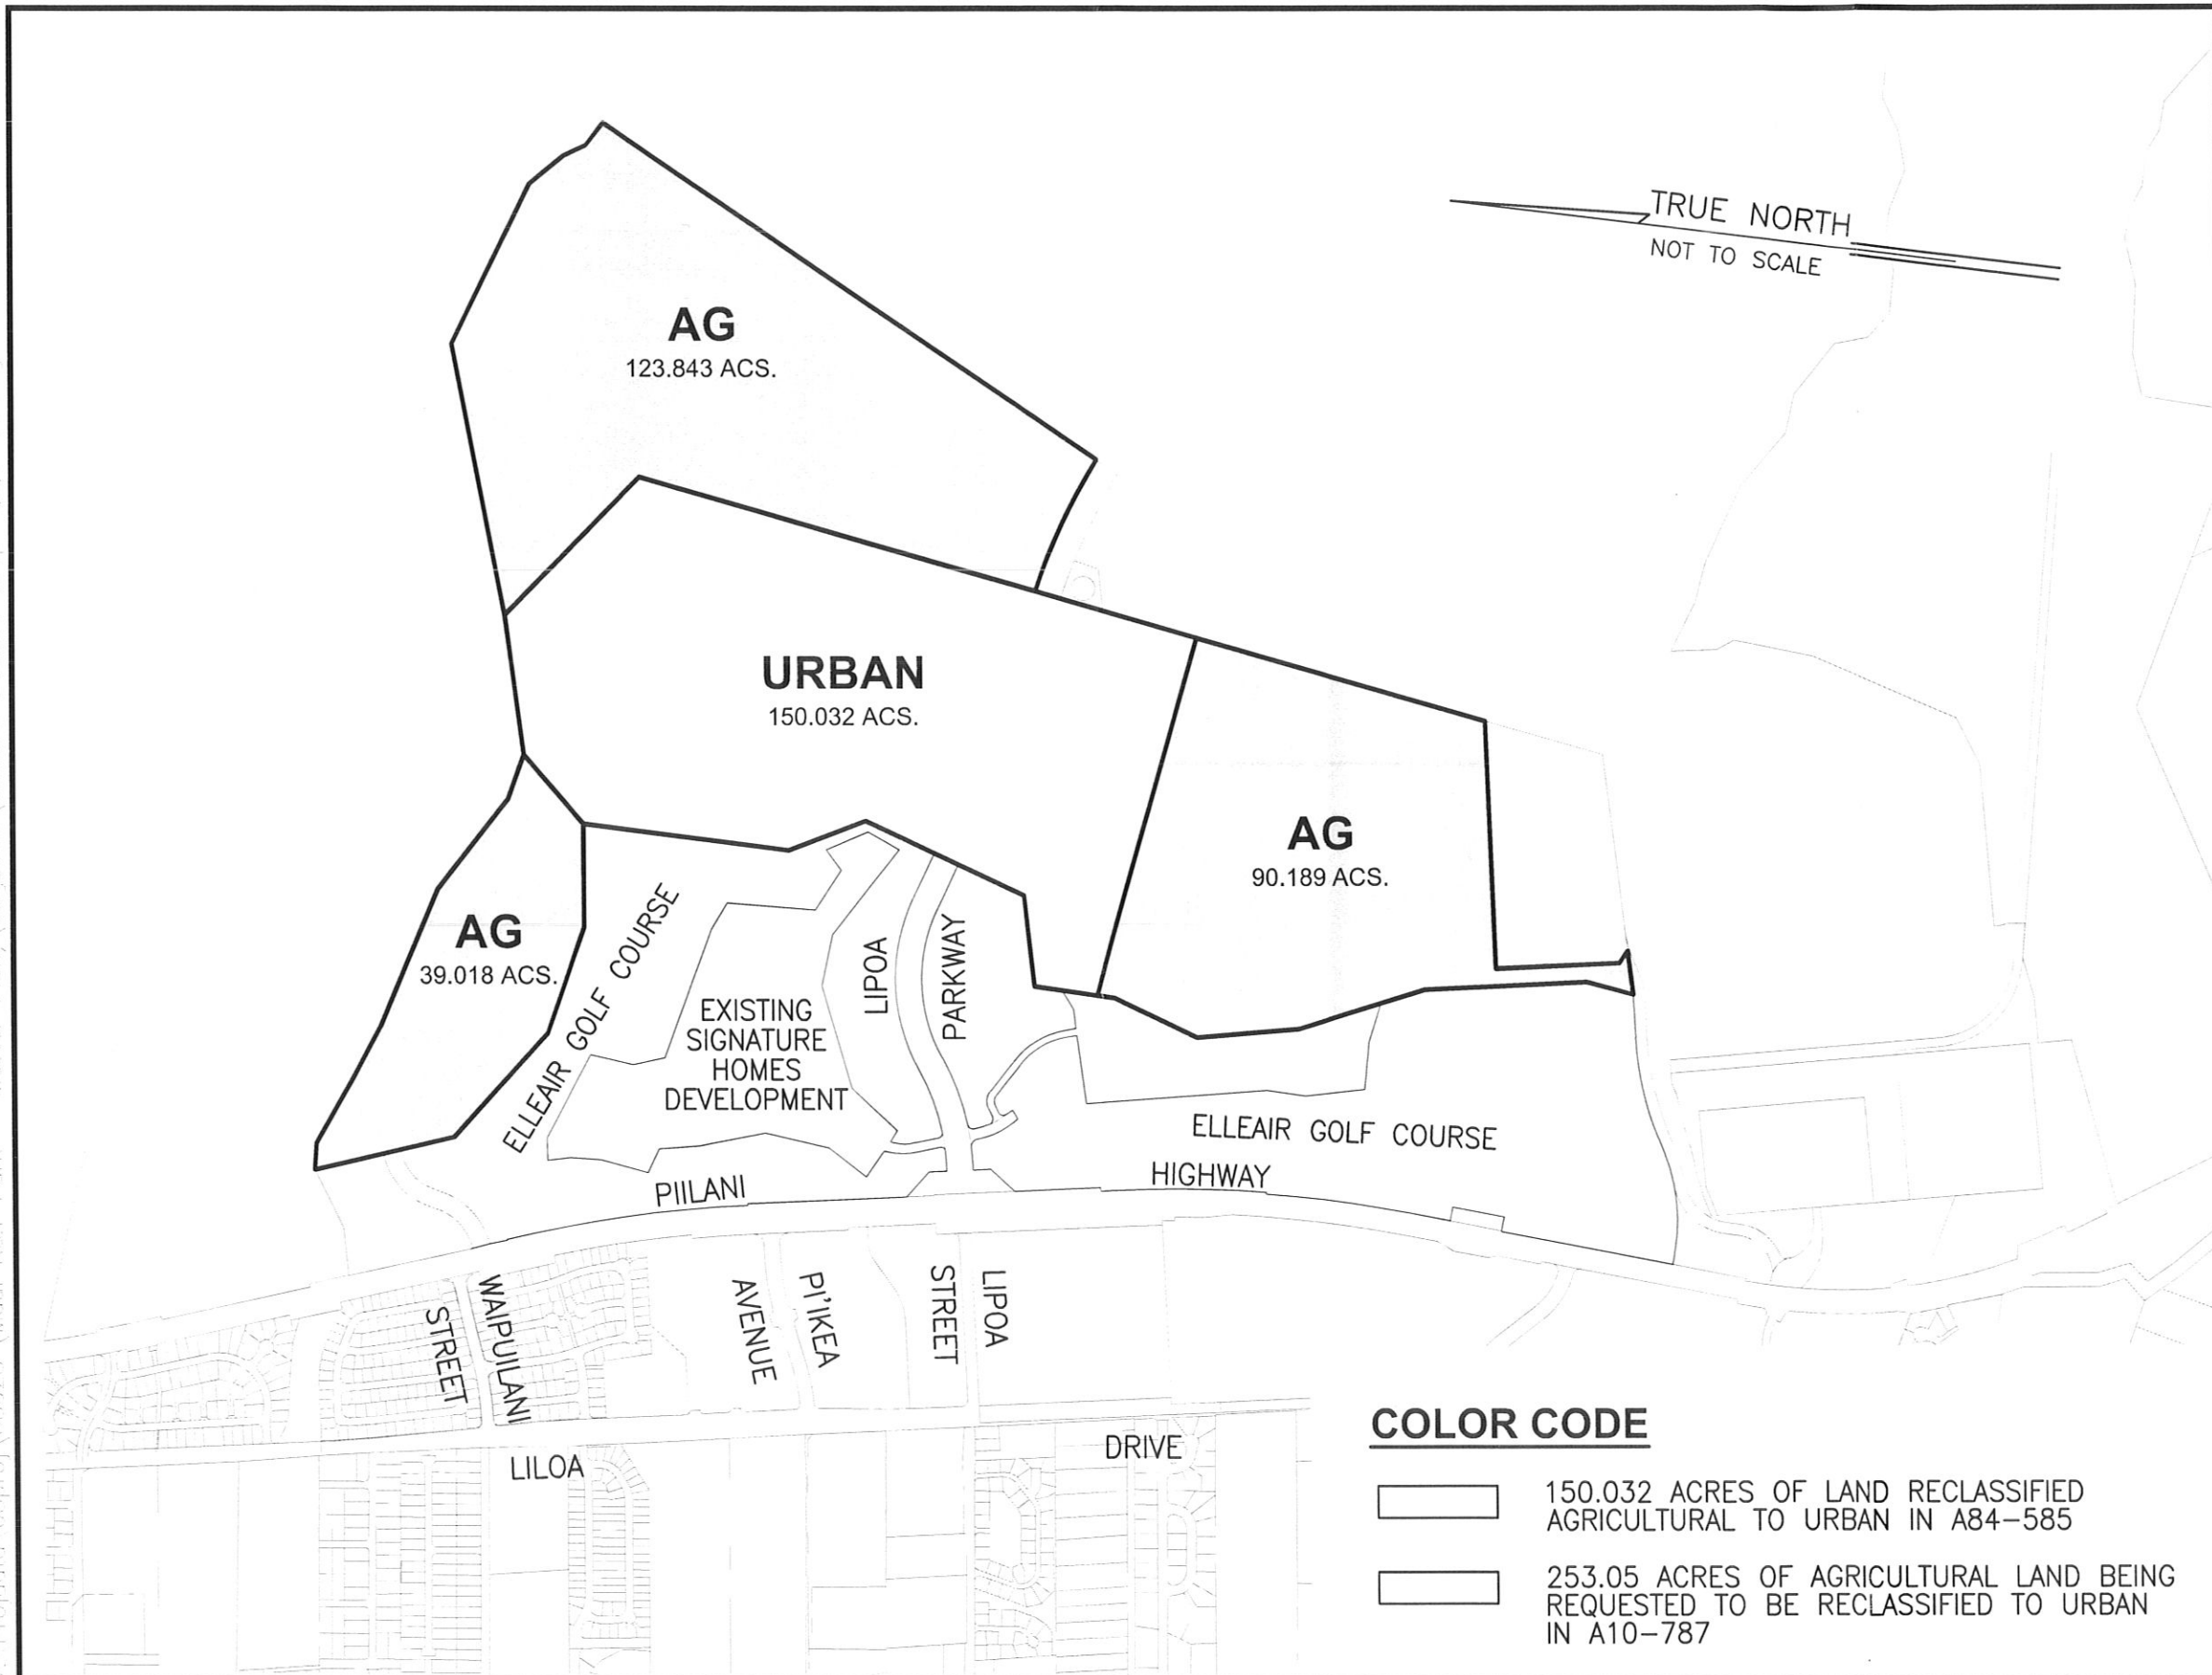 TRUE NORTH
NOT TO SCALE
AG
123.843 ACS.
URBAN
150.032 ACS.
AG
90.189 ACS.
AG
39.018 ACS.
ELLEAIR GOLF COURSE
EXISTING
SIGNATURE
HOMES
DEVELOPMENT
LIPOA
PARKWAY
ELLEAIR GOLF COURSE
PIILANI
HIGHWAY
WAIPUILANI
STREET
PI'IKEA
AVENUE
LIPOA
STREET
LILOA
DRIVE
COLOR CODE
150.032 ACRES OF LAND RECLASSIFIED
AGRICULTURAL TO URBAN IN A84-585
253.05 ACRES OF AGRICULTURAL LAND BEING
REQUESTED TO BE RECLASSIFIED TO URBAN
IN A10-787